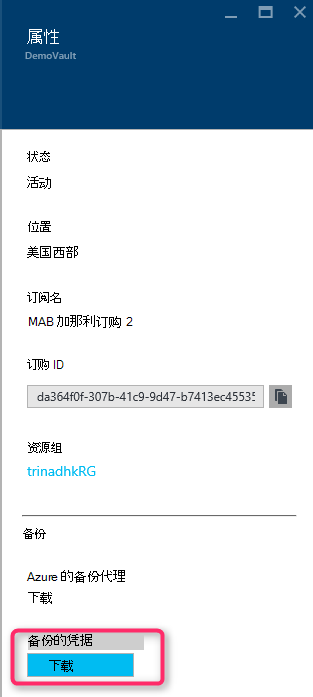 属性
DemoVault
状态
活动
位置
美国西部
订阅名
MAB 加那利订购 2
订购 ID
da364f0f-307b-41c9-9d47-b7413ec45535
资源组
trinadhkRG
备份
Azure 的备份代理
下载
备份的凭据
下载